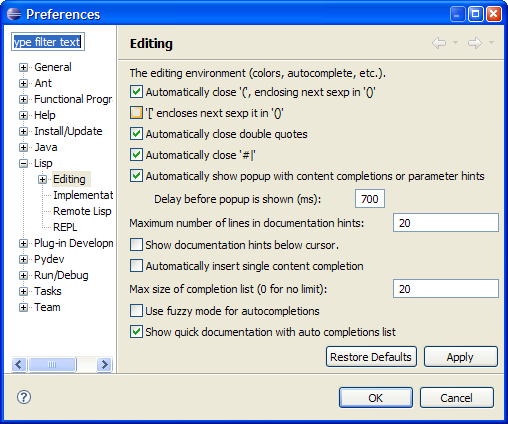 Preferences
ype filter text
General
Ant
Functional Progr
Help
Install/Update
Java
Lisp
Editing
Implementat
Remote Lisp
REPL
Plug-in Developn
Pydev
Run/Debug
Tasks
Team
Editing
The editing environment (colors, autocomplete, etc.).
Automatically close '(', enclosing next sexp in '()'
'[' encloses next sexp it in '()'
Automatically close double quotes
Automatically close '#|'
Automatically show popup with content completions or parameter hints
Delay before popup is shown (ms): 700
Maximum number of lines in documentation hints: 20
Show documentation hints below cursor.
Automatically insert single content completion
Max size of completion list (0 for no limit): 20
Use fuzzy mode for autocompletions
Show quick documentation with auto completions list
Restore Defaults Apply
? OK Cancel